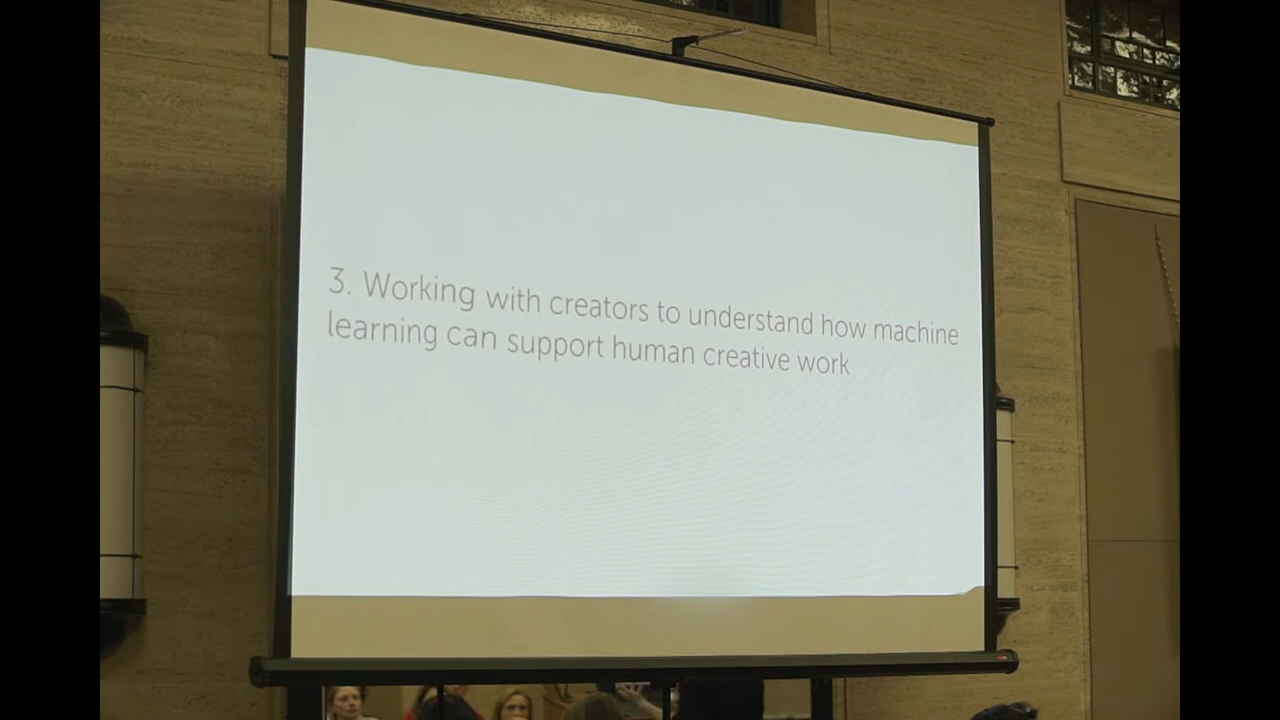 3. Working with creators to understand how machine
learning can support human creative work